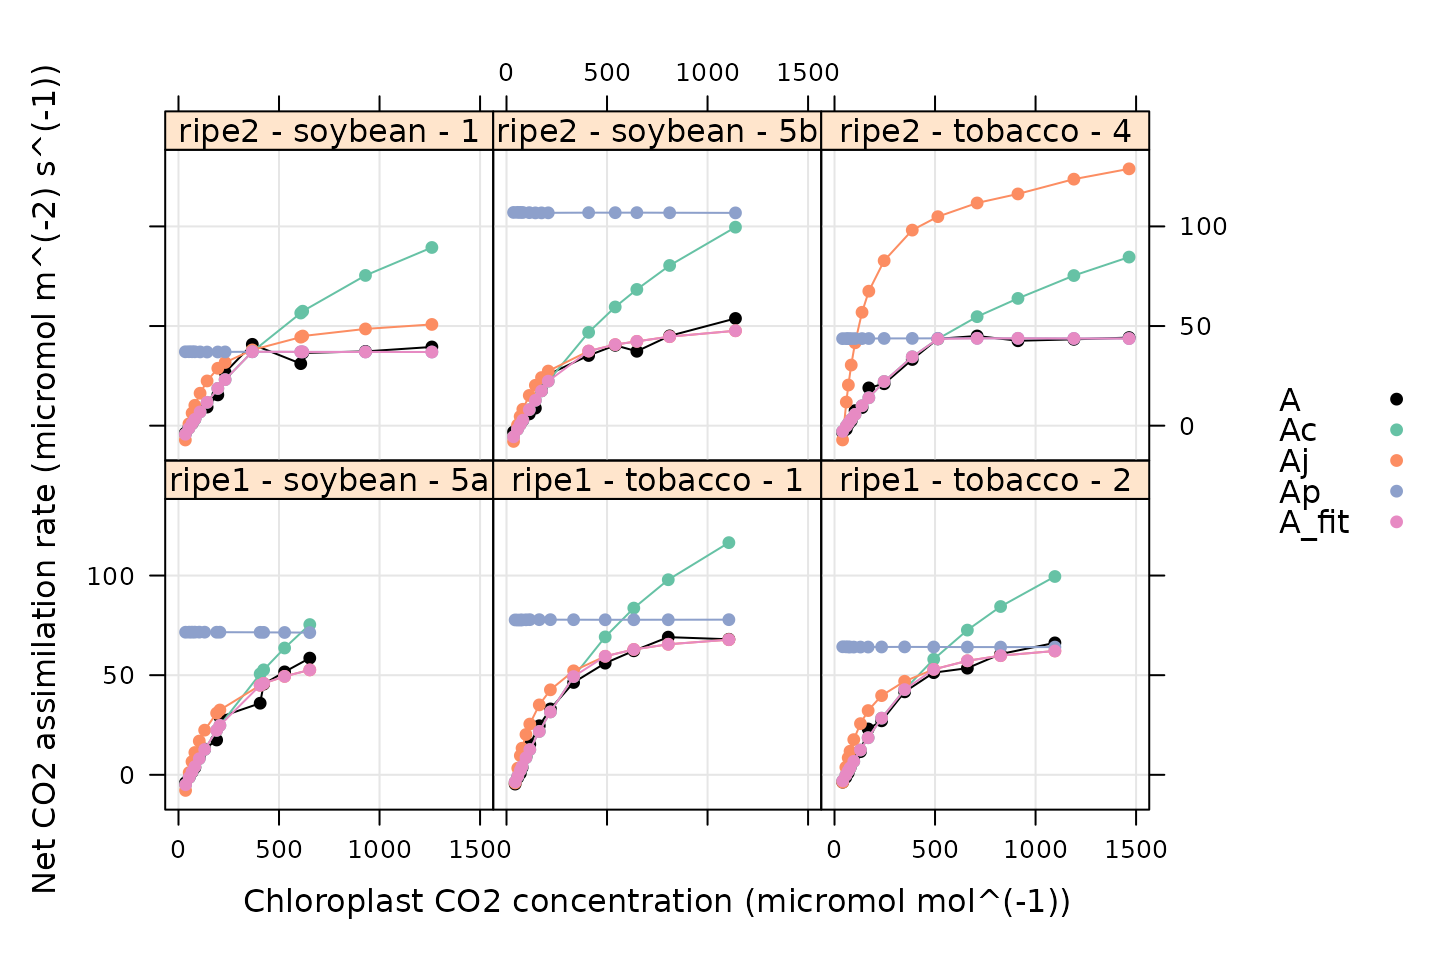 0 500 1000 1500
ripe2 - soybean - 1 ripe2 - soybean - 5b ripe2 - tobacco - 4
100
50
0
ripe1 - soybean - 5a ripe1 - tobacco - 1 ripe1 - tobacco - 2
100
50
0
0 500 1000 1500 0 500 1000 1500
Chloroplast CO2 concentration (micromol mol^(-1))
Net CO2 assimilation rate (micromol m^(-2) s^(-1))
A
Ac
Aj
Ap
A_fit